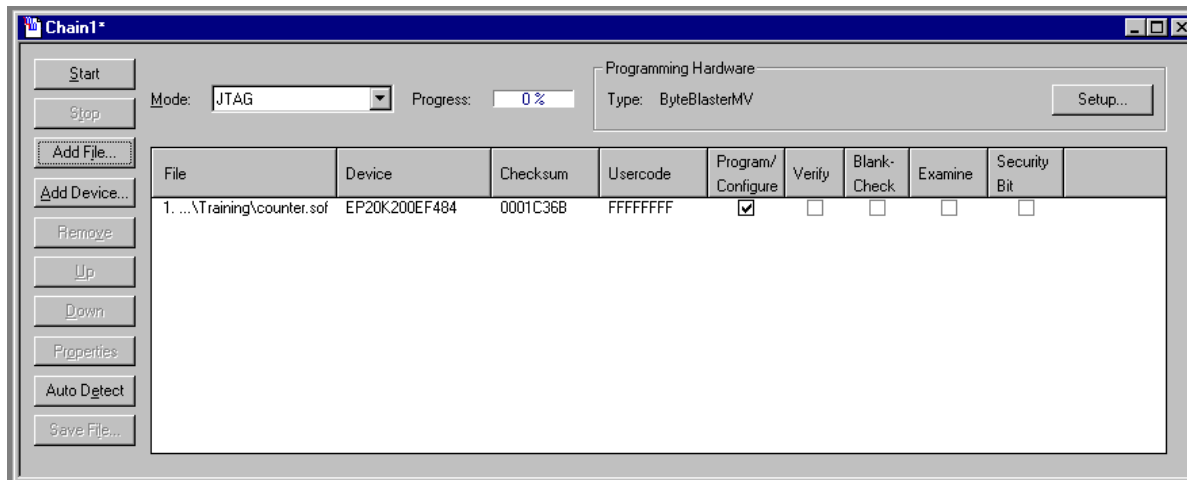 Chain1*
Start
Stop
Add File...
Add Device...
Remove
Up
Down
Properties
Auto Detect
Save File...
Mode: JTAG Progress: 0 %
Programming Hardware
Type: ByteBlasterMV Setup...
File Device Checksum Usercode Program/ Configure Verify Blank- Check Examine Security Bit
1. ...\Training\counter.sof EP20K200EF484 0001C36B FFFFFFFF